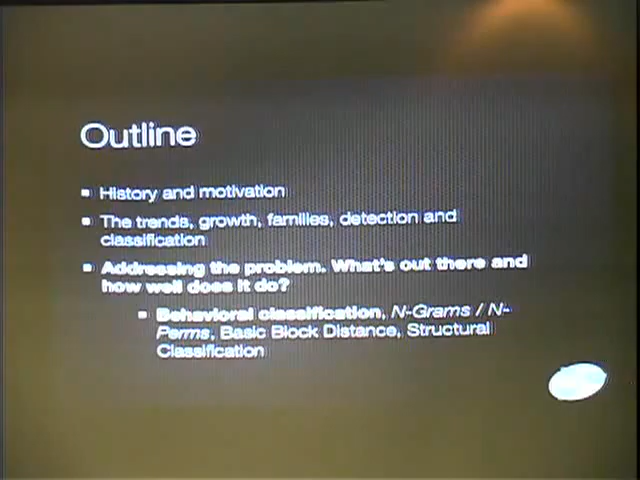 Outline
History and motivation
The trends, growth, families, detection and
classification
Addressing the problem. What's out there and
how well does it do?
Behavioral classification, N-Grams / N-
Perms, Basic Block Distance, Structural
Classification